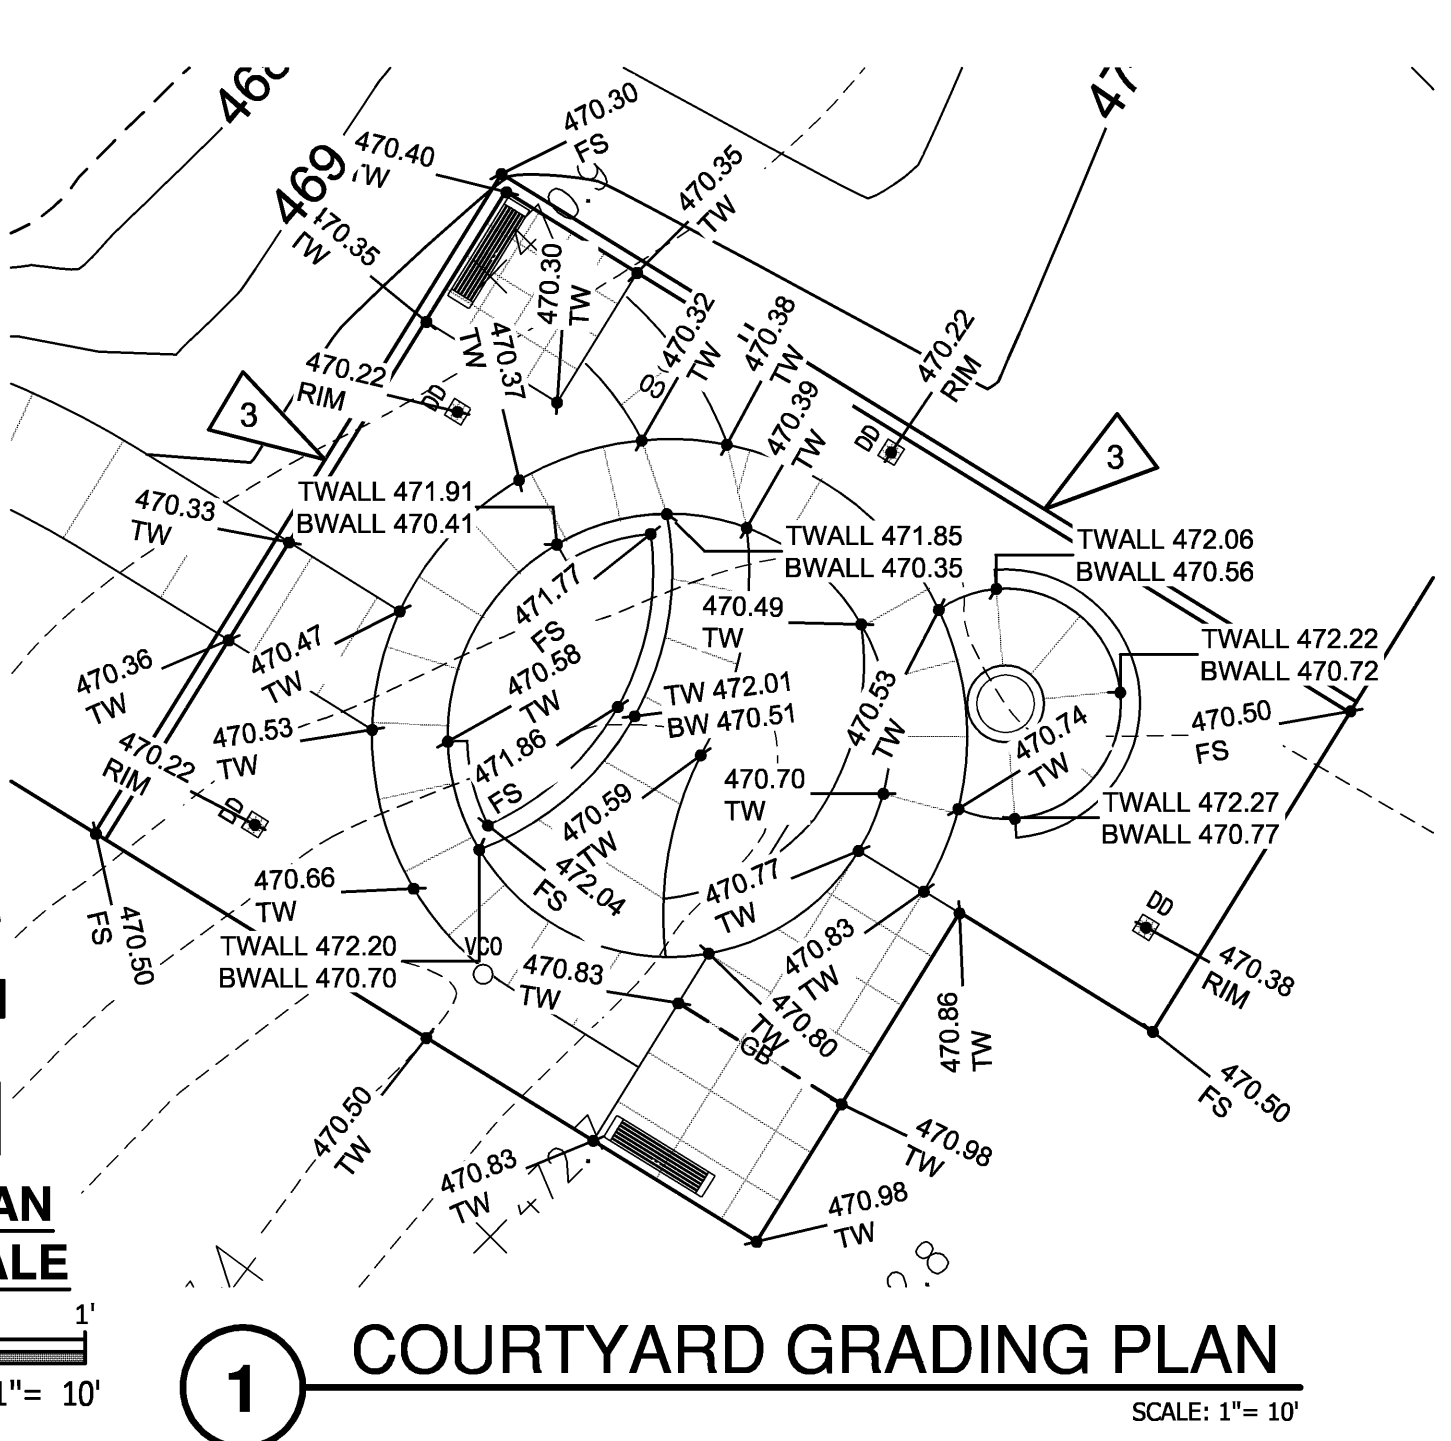 469
470.30
FS
470.40
TW
470.35
TW
470.35
TW
470.30
TW
470.32
TW
470.38
TW
470.22
RIM
470.37
TW
470.22
RIM
DD
DD
470.39
TW
3
3
TWALL 471.91
BWALL 470.41
470.33
TW
TWALL 471.85
BWALL 470.35
TWALL 472.06
BWALL 470.56
471.77
FS
470.49
TW
TWALL 472.22
BWALL 470.72
470.47
TW
470.36
TW
470.58
TW
TW 472.01
BW 470.51
470.53
TW
470.74
TW
470.50
FS
470.53
TW
470.22
RIM
DD
471.86
FS
470.59
TW
470.70
TW
TWALL 472.27
BWALL 470.77
470.66
TW
472.04
FS
470.77
TW
DD
470.50
FS
TWALL 472.20
BWALL 470.70
VCO
470.83
TW
470.83
TW
470.80
TW
GB
470.86
TW
470.38
RIM
470.50
TW
470.50
FS
470.83
TW
470.98
TW
470.98
TW
1'
1"= 10'
1
COURTYARD GRADING PLAN
SCALE: 1"= 10'